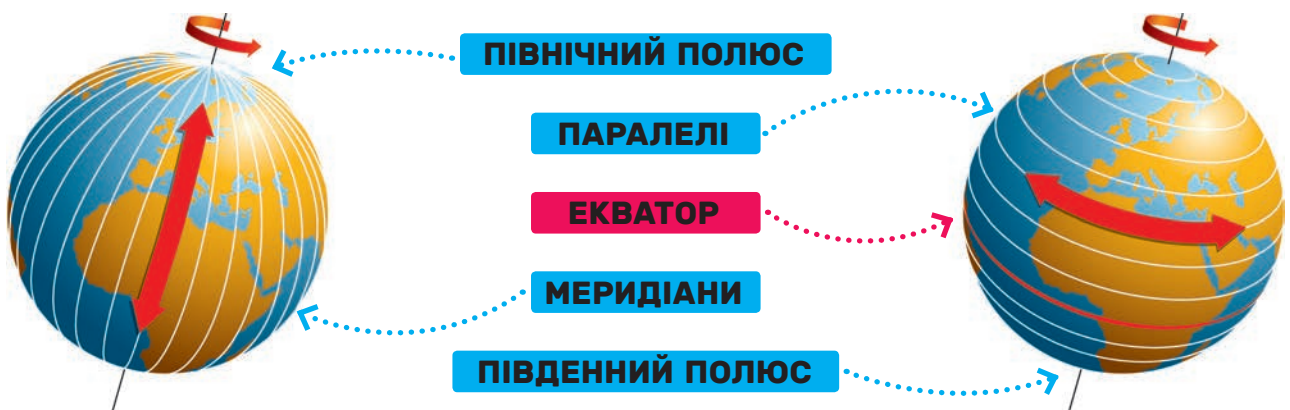 ПІВНІЧНИЙ ПОЛЮС
ПАРАЛЕЛІ
ЕКВАТОР
МЕРИДІАНИ
ПІВДЕННИЙ ПОЛЮС